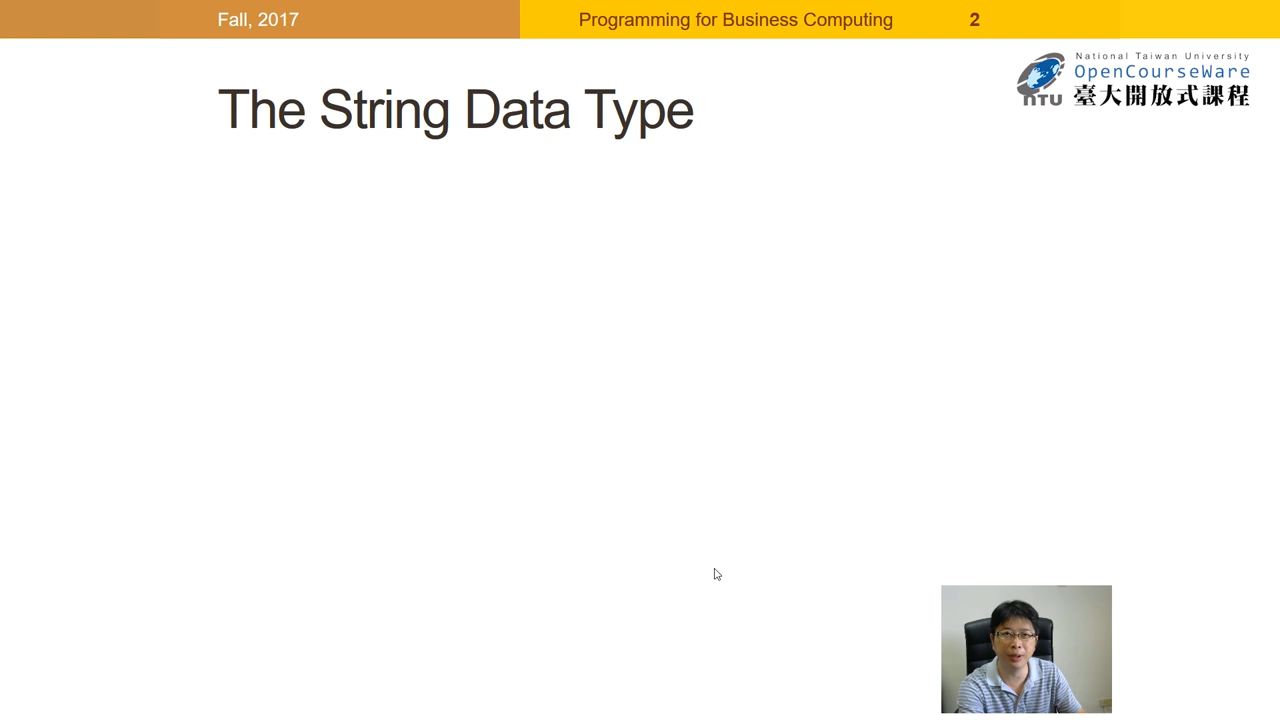 Fall, 2017
Programming for Business Computing
2
National Taiwan University
OpenCourseWare
臺大開放式課程
NTU
The String Data Type